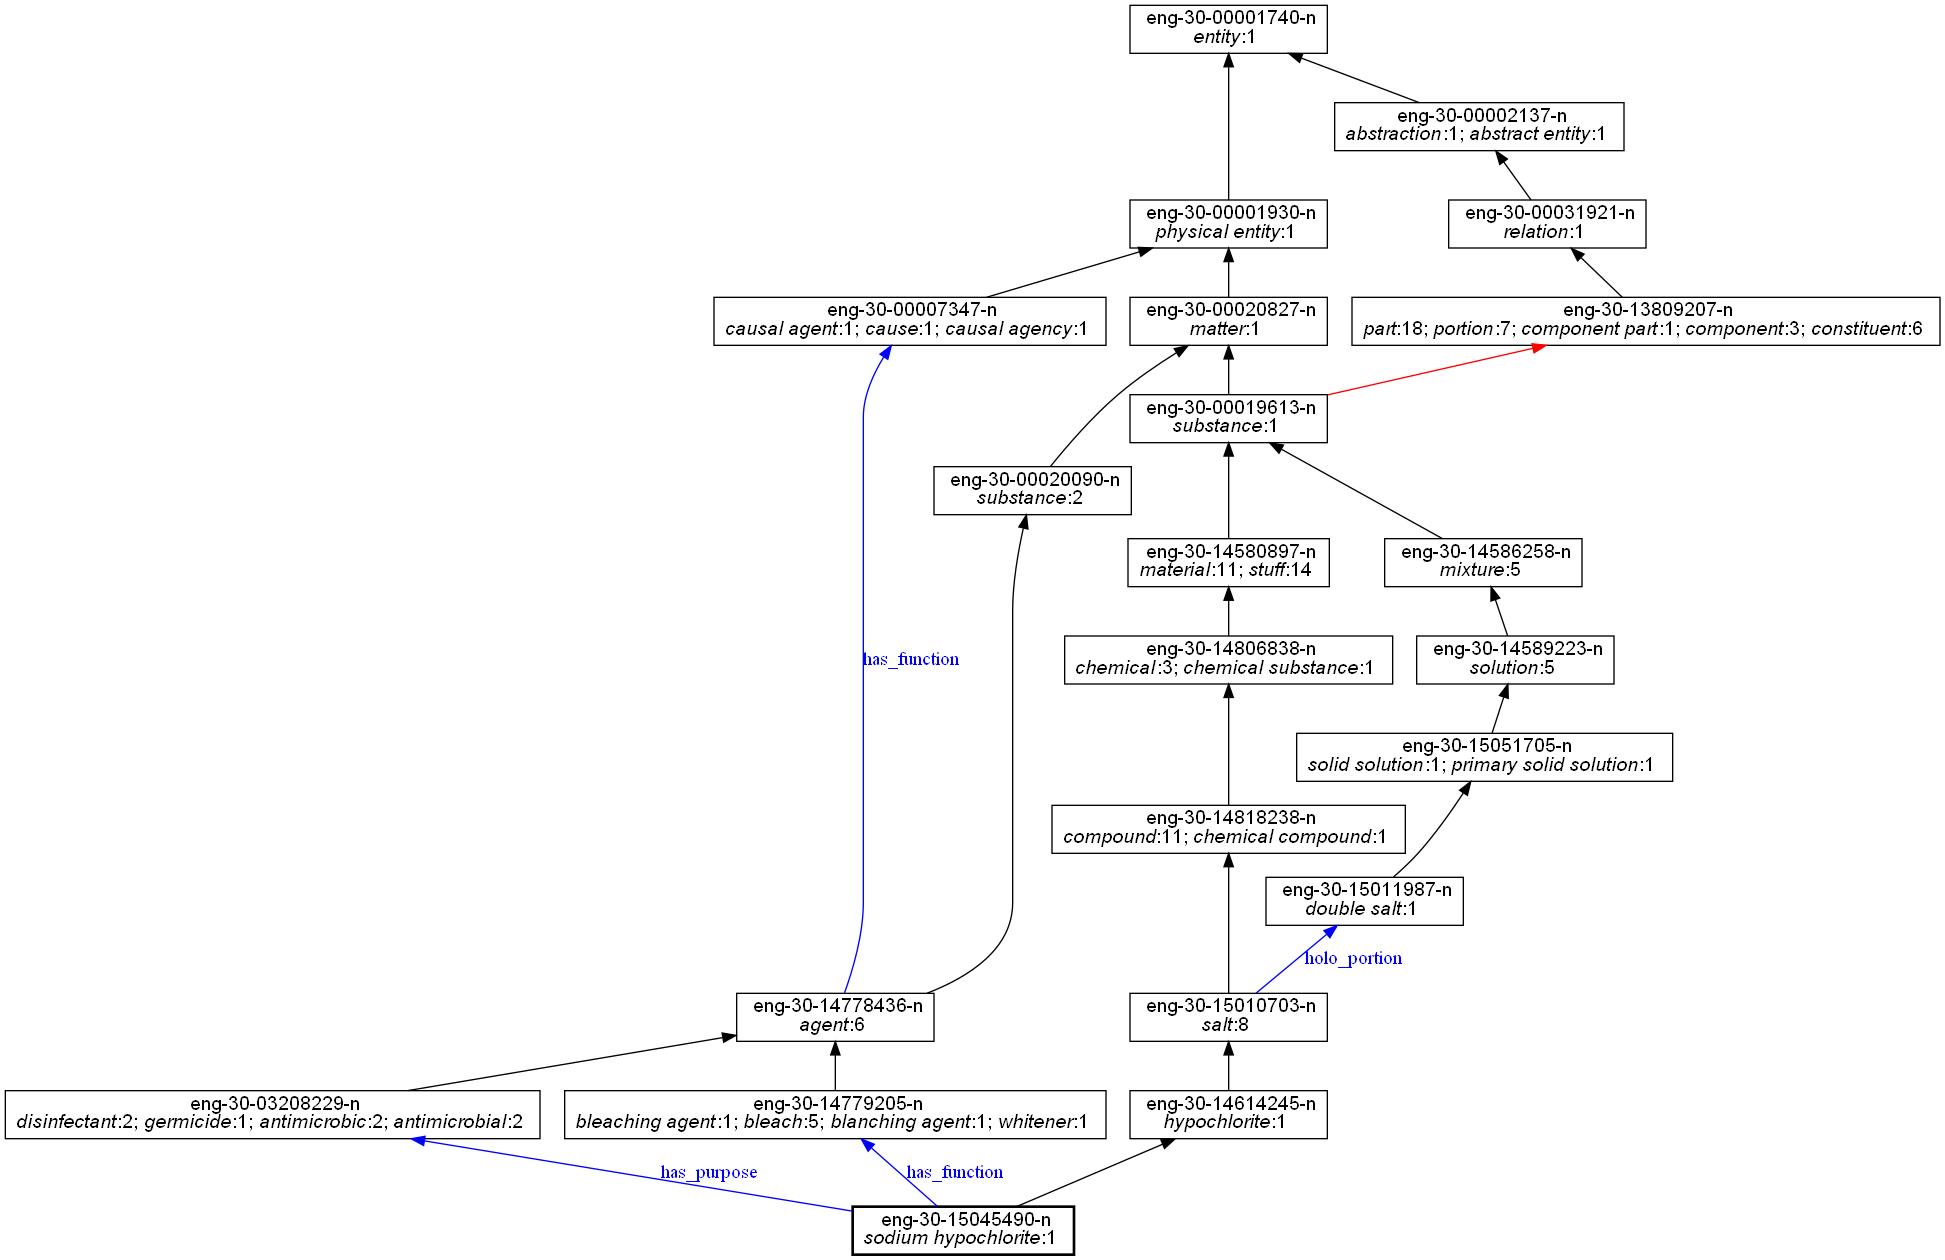 eng-30-00001740-n
entity:1
eng-30-00002137-n
abstraction:1; abstract entity:1
eng-30-00001930-n
physical entity:1
eng-30-00031921-n
relation:1
eng-30-00007347-n
causal agent:1; cause:1; causal agency:1
eng-30-00020827-n
matter:1
eng-30-13809207-n
part:18; portion:7; component part:1; component:3; constituent:6
eng-30-00019613-n
substance:1
eng-30-00020090-n
substance:2
eng-30-14580897-n
material:11; stuff:14
eng-30-14586258-n
mixture:5
has_function
eng-30-14806838-n
chemical:3; chemical substance:1
eng-30-14589223-n
solution:5
eng-30-15051705-n
solid solution:1; primary solid solution:1
eng-30-14818238-n
compound:11; chemical compound:1
eng-30-15011987-n
double salt:1
holo_portion
eng-30-14778436-n
agent:6
eng-30-15010703-n
salt:8
eng-30-03208229-n
disinfectant:2; germicide:1; antimicrobic:2; antimicrobial:2
eng-30-14779205-n
bleaching agent:1; bleach:5; blanching agent:1; whitener:1
eng-30-14614245-n
hypochlorite:1
has_purpose
has_function
eng-30-15045490-n
sodium hypochlorite:1